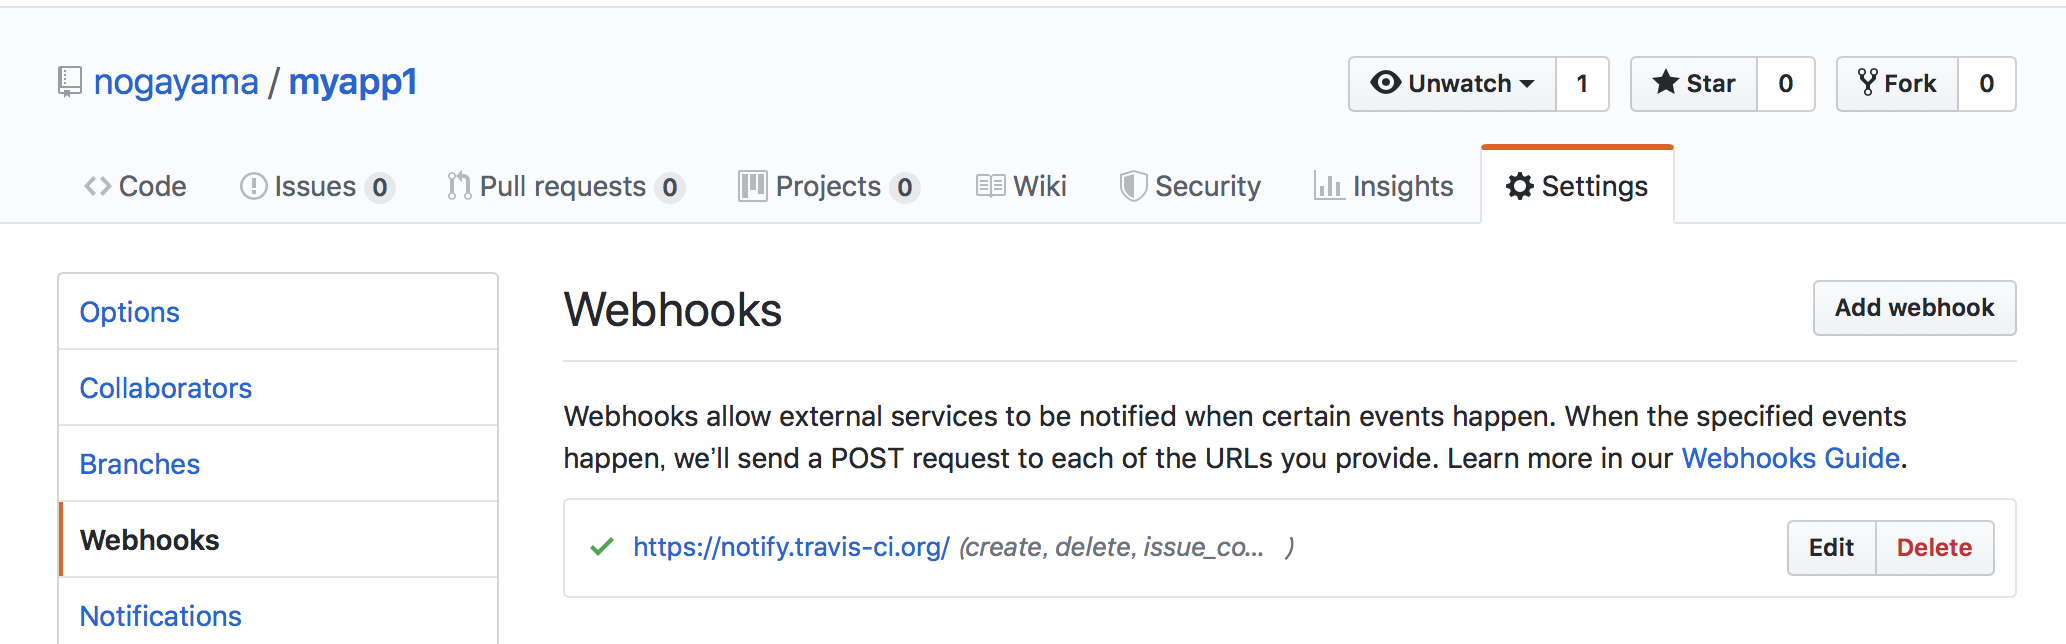 nogayama / myapp1
Unwatch 1 Star 0 Fork 0
Code Issues 0 Pull requests 0 Projects 0 Wiki Security Insights Settings
Options
Collaborators
Branches
Webhooks
Notifications
Webhooks
Add webhook
Webhooks allow external services to be notified when certain events happen. When the specified events
happen, we’ll send a POST request to each of the URLs you provide. Learn more in our Webhooks Guide.
https://notify.travis-ci.org/ (create, delete, issue_co... )
Edit Delete